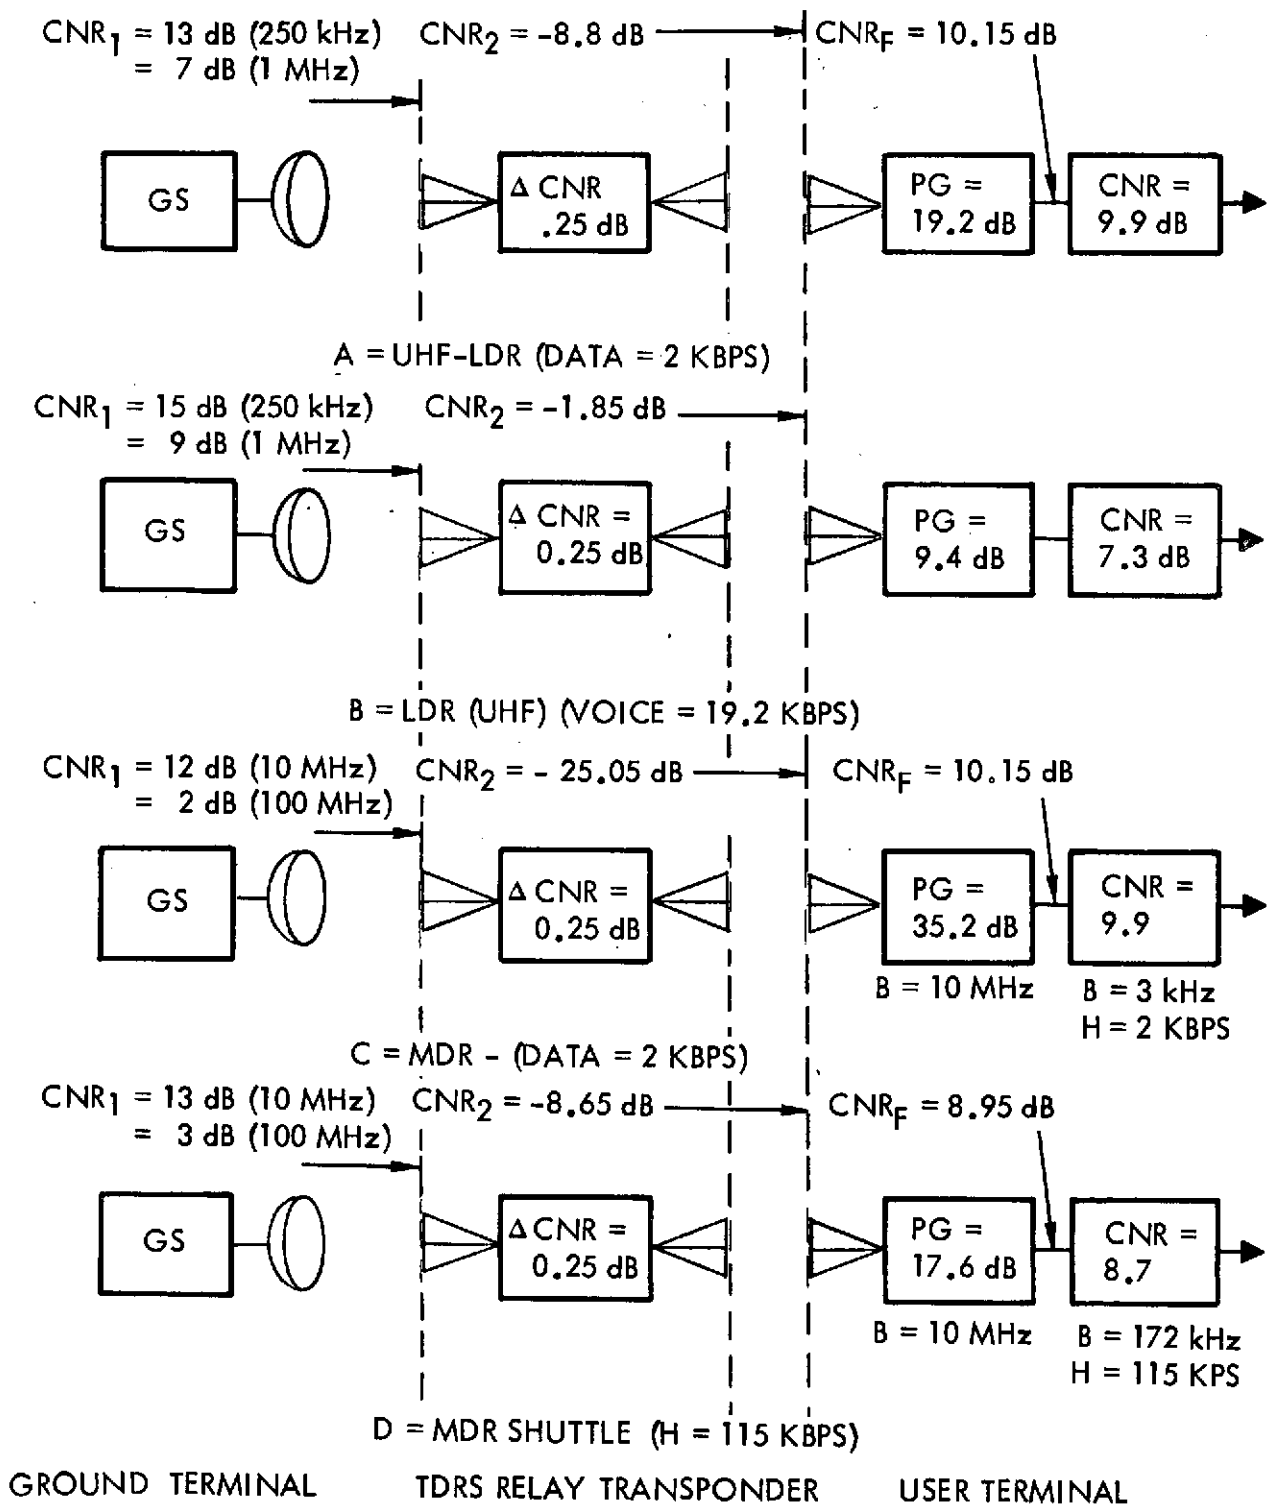 CNR1 = 13 dB (250 kHz)
= 7 dB (1 MHz)
CNR2 = -8.8 dB
CNRF = 10.15 dB
GS
Δ CNR
.25 dB
PG =
19.2 dB
CNR =
9.9 dB
A = UHF-LDR (DATA = 2 KBPS)
CNR1 = 15 dB (250 kHz)
= 9 dB (1 MHz)
CNR2 = -1.85 dB
GS
Δ CNR =
0.25 dB
PG =
9.4 dB
CNR =
7.3 dB
B = LDR (UHF) (VOICE = 19.2 KBPS)
CNR1 = 12 dB (10 MHz)
= 2 dB (100 MHz)
CNR2 = - 25.05 dB
CNRF = 10.15 dB
GS
Δ CNR =
0.25 dB
PG =
35.2 dB
CNR =
9.9
B = 10 MHz
B = 3 kHz
H = 2 KBPS
C = MDR - (DATA = 2 KBPS)
CNR1 = 13 dB (10 MHz)
= 3 dB (100 MHz)
CNR2 = -8.65 dB
CNRF = 8.95 dB
GS
Δ CNR =
0.25 dB
PG =
17.6 dB
CNR =
8.7
B = 10 MHz
B = 172 kHz
H = 115 KPS
D = MDR SHUTTLE (H = 115 KBPS)
GROUND TERMINAL
TDRS RELAY TRANSPONDER
USER TERMINAL